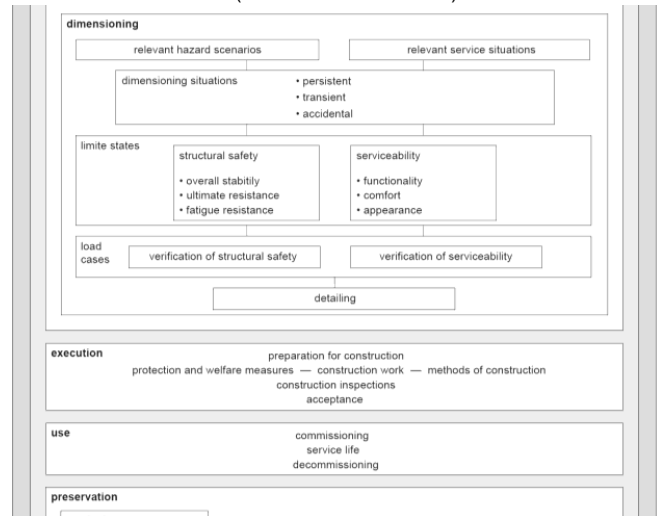 dimensioning
relevant hazard scenarios
relevant service situations
dimensioning situations
• persistent
• transient
• accidental
limite states
structural safety
• overall stabitily
• ultimate resistance
• fatigue resistance
serviceability
• functionality
• comfort
• appearance
load
cases
verification of structural safety
verification of serviceability
detailing
execution
preparation for construction
protection and welfare measures — construction work — methods of construction
construction inspections
acceptance
use
commissioning
service life
decommissioning
preservation